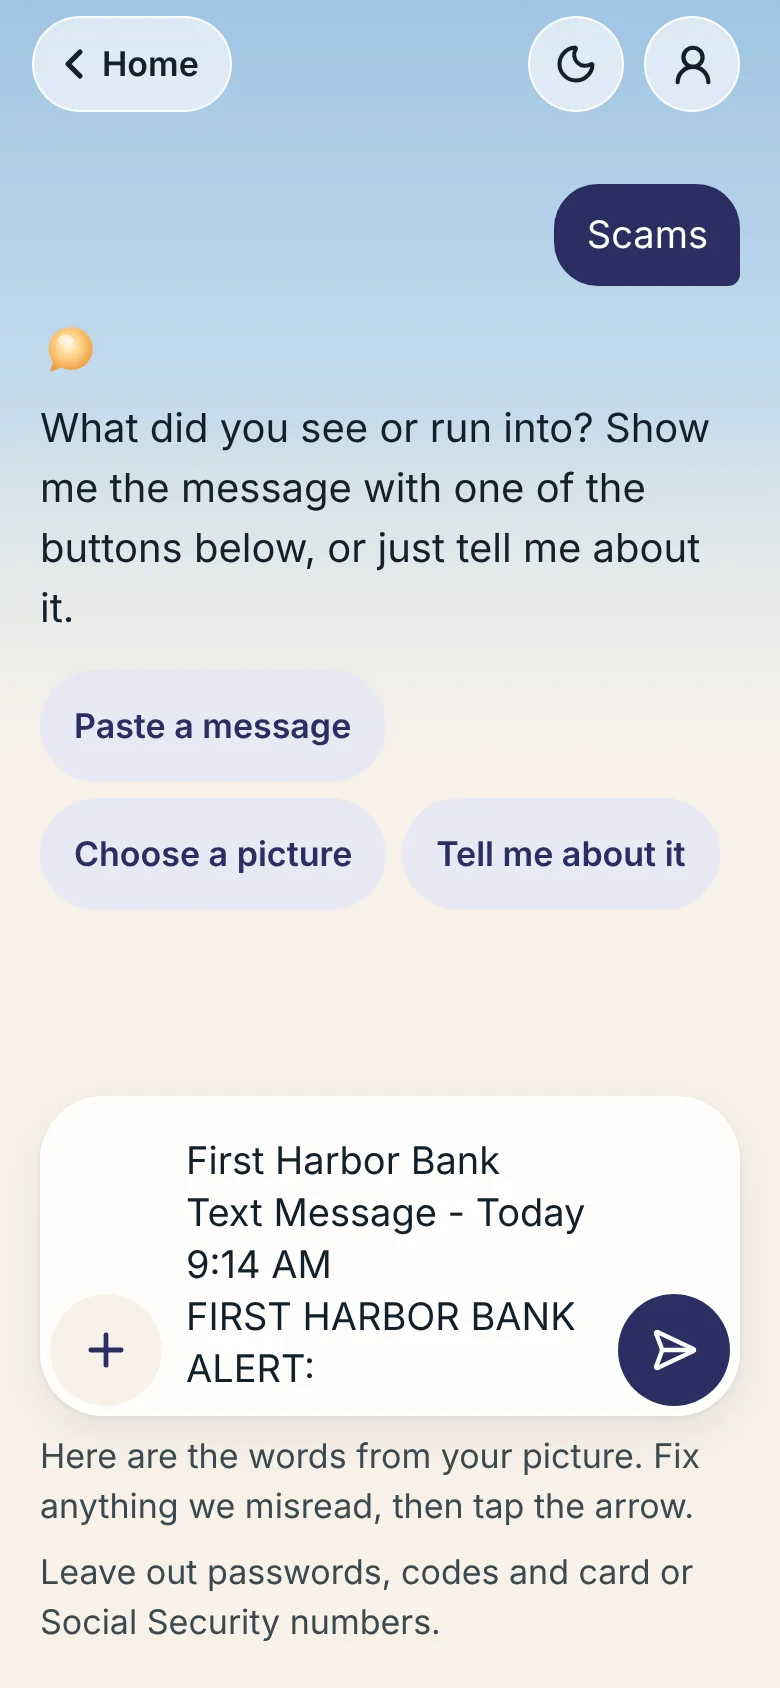 Home
Scams
What did you see or run into? Show
me the message with one of the
buttons below, or just tell me about
it.
Paste a message
Choose a picture
Tell me about it
First Harbor Bank
Text Message - Today
9:14 AM
FIRST HARBOR BANK
ALERT:
Here are the words from your picture. Fix
anything we misread, then tap the arrow.
Leave out passwords, codes and card or
Social Security numbers.